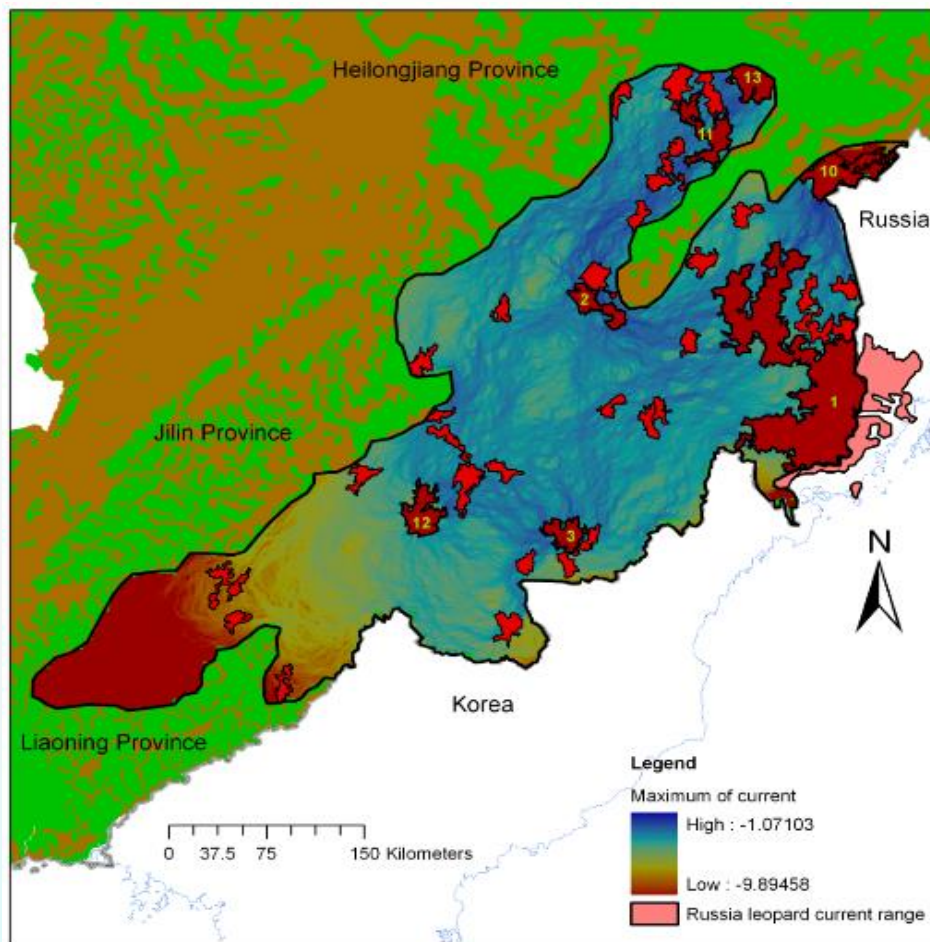 Heilongjiang Province
13
11
10
Russia
2
1
Jilin Province
12
3
N
Korea
Liaoning Province
Legend
Maximum of current
High : -1.07103
Low : -9.89458
Russia leopard current range
0 37.5 75 150 Kilometers